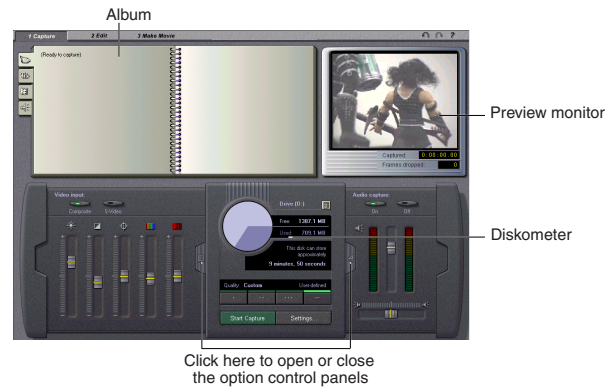 Album
1 Capture 2 Edit 3 Make Movie ?
(Ready to capture)
Preview monitor
Captured: 0:00:00.00
Frames dropped: 0
Video input:
Composite S-Video
Drive (D:)
Free 1387.1 MB
Used 709.1 MB
This disk can store
approximately
9 minutes, 50 seconds
Diskometer
Audio capture:
On Off
Quality Custom User-defined
Start Capture Settings...
Click here to open or close
the option control panels